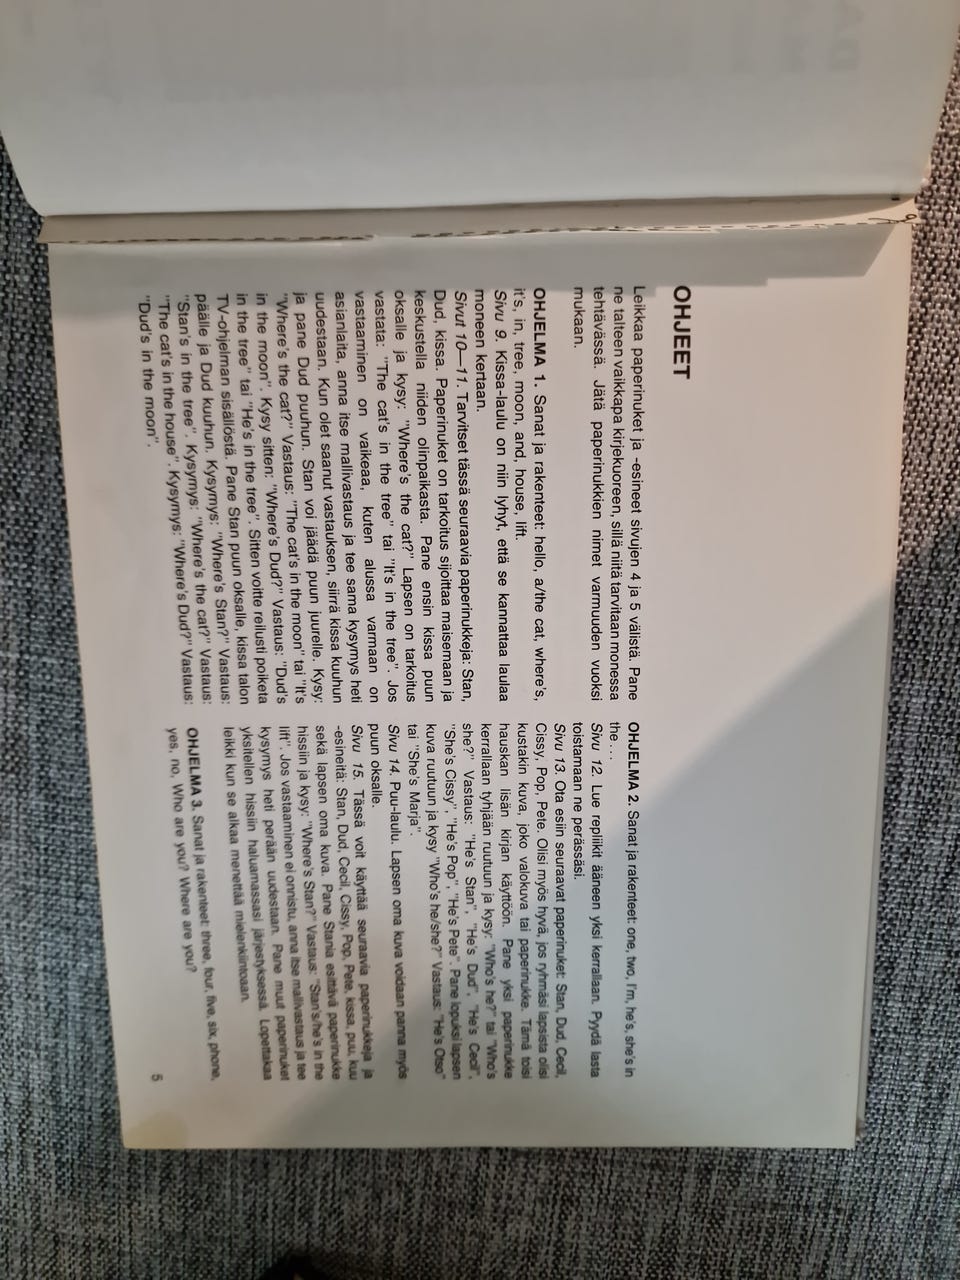 OHJEET
Leikkaa paperinuket ja -esineet sivujen 4 ja 5 välistä. Pane
ne talteen vaikkapa kirjekuoreen, sillä niitä tarvitaan monessa
tehtävässä. Jätä paperinukkien nimet varmuuden vuoksi
mukaan.
OHJELMA 1. Sanat ja rakenteet: hello, a/the cat, where's,
it's, in, tree, moon, and, house, lift.
Sivu 9. Kissa-laulu on niin lyhyt, että se kannattaa laulaa
moneen kertaan.
Sivut 10—11. Tarvitset tässä seuraavia paperinukkeja: Stan,
Dud, kissa. Paperinuket on tarkoitus sijoittaa maisemaan ja
keskustella niiden olinpaikasta. Pane ensin kissa puun
oksalle ja kysy: "Where's the cat?" Lapsen on tarkoitus
vastata: "The cat's in the tree" tai "It's in the tree". Jos
vastaaminen on vaikeaa, kuten alussa varmaan on
asianlaita, anna itse mallivastaus ja tee sama kysymys heti
uudestaan. Kun olet saanut vastauksen, siirrä kissa kuuhun
ja pane Dud puuhun. Stan voi jäädä puun juurelle. Kysy:
"Where's the cat?" Vastaus: "The cat's in the moon" tai "It's
in the moon". Kysy sitten: "Where's Dud?" Vastaus: "Dud's
in the tree" tai "He's in the tree". Sitten voitte reilusti poiketa
TV-ohjelman sisällöstä. Pane Stan puun oksalle, kissa talon
päälle ja Dud kuuhun. Kysymys: "Where's Stan?" Vastaus:
"Stan's in the tree". Kysymys: "Where's the cat?" Vastaus:
"The cat's in the house". Kysymys: "Where's Dud?" Vastaus:
"Dud's in the moon".
OHJELMA 2. Sanat ja rakenteet: one, two, I'm, he's, she's in
the . . .
Sivu 12. Lue repliikit ääneen yksi kerrallaan. Pyydä lasta
toistamaan ne perässäsi.
Sivu 13. Ota esiin seuraavat paperinuket: Stan, Dud, Cecil,
Cissy, Pop, Pete. Olisi myös hyvä, jos ryhmäsi lapsista olisi
kustakin kuva, joko valokuva tai paperinukke. Tämä toisi
hauskan lisän kirjan käyttöön. Pane yksi paperinukke
kerrallaan tyhjään ruutuun ja kysy: "Who's he?" tai "Who's
she?" Vastaus: "He's Stan", "He's Dud", "He's Cecil",
"She's Cissy", "He's Pop", "He's Pete". Pane lopuksi lapsen
kuva ruutuun ja kysy "Who's he/she?" Vastaus: "He's Otso"
tai "She's Marja".
Sivu 14. Puu-laulu. Lapsen oma kuva voidaan panna myös
puun oksalle.
Sivu 15. Tässä voit käyttää seuraavia paperinukkeja ja
-esineitä: Stan, Dud, Cecil, Cissy, Pop, Pete, kissa, puu, kuu
sekä lapsen oma kuva. Pane Stania esittävä paperinukke
hissiin ja kysy: "Where's Stan?" Vastaus: "Stan's/he's in the
lift". Jos vastaaminen ei onnistu, anna itse mallivastaus ja tee
kysymys heti perään uudestaan. Pane muut paperinuket
yksitellen hissiin haluamassasi järjestyksessä. Lopettakaa
leikki kun se alkaa menettää mielenkiintoaan.
OHJELMA 3. Sanat ja rakenteet: three, four, five, six, phone,
yes, no, Who are you? Where are you?
5